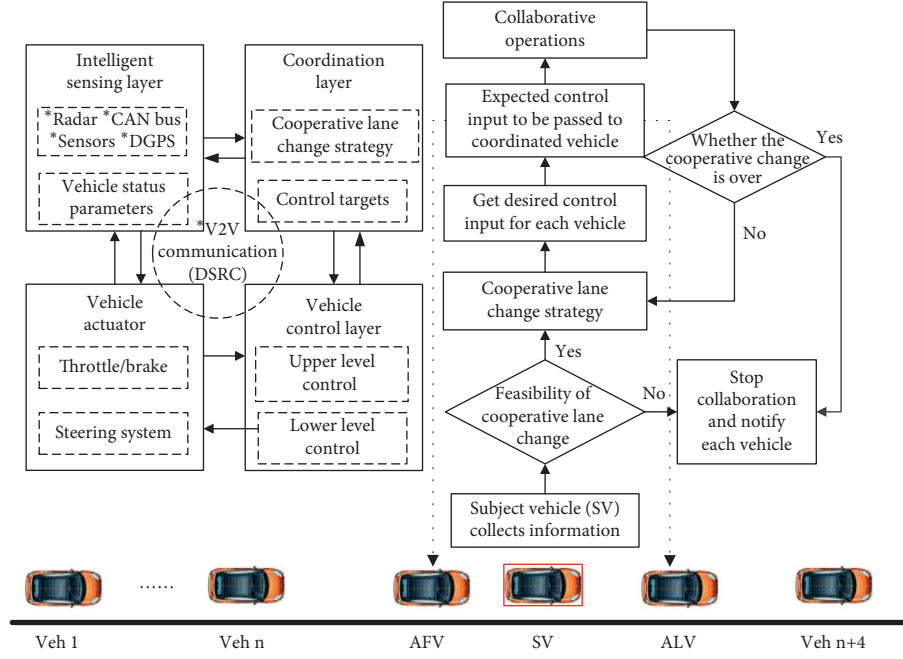 Intelligent
sensing layer
*Radar *CAN bus
*Sensors *DGPS
Vehicle status
parameters
Coordination
layer
Cooperative lane
change strategy
Control targets
*V2V
communication
(DSRC)
Vehicle
actuator
Throttle/brake
Steering system
Vehicle
control layer
Upper level
control
Lower level
control
Collaborative
operations
Expected control
input to be passed to
coordinated vehicle
Get desired control
input for each vehicle
Cooperative lane
change strategy
Yes
Feasibility of
cooperative lane
change
No
Subject vehicle (SV)
collects information
Whether the
cooperative change
is over
Yes
No
Stop
collaboration
and notify
each vehicle
......
Veh 1
Veh n
AFV
SV
ALV
Veh n+4